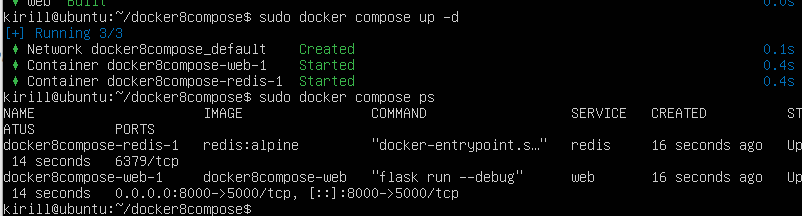 web Built 0.0s
kirill@ubuntu:~/docker8compose$ sudo docker compose up -d
[+] Running 3/3
♦ Network docker8compose_default Created 0.1s
♦ Container docker8compose-web-1 Started 0.4s
♦ Container docker8compose-redis-1 Started 0.4s
kirill@ubuntu:~/docker8compose$ sudo docker compose ps
NAME IMAGE COMMAND SERVICE CREATED ST
ATUS PORTS
docker8compose-redis-1 redis:alpine "docker-entrypoint.s…" redis 16 seconds ago Up
14 seconds 6379/tcp
docker8compose-web-1 docker8compose-web "flask run --debug" web 16 seconds ago Up
14 seconds 0.0.0.0:8000->5000/tcp, [::]:8000->5000/tcp
kirill@ubuntu:~/docker8compose$